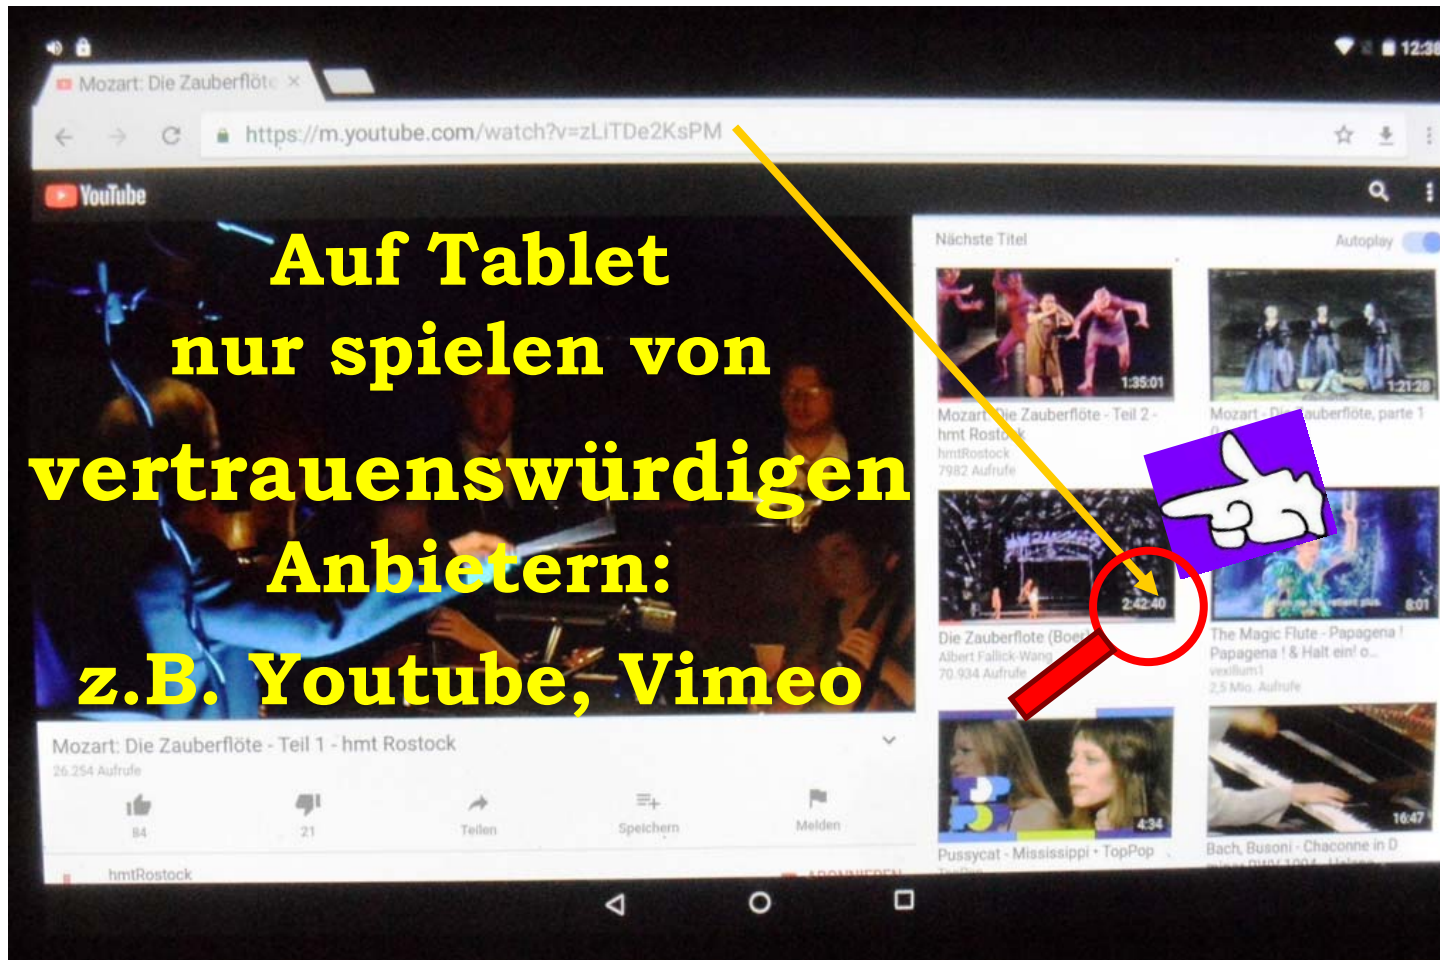 12:38
Mozart: Die Zauberflöte ×
https://m.youtube.com/watch?v=zLiTDe2KsPM
YouTube
Auf Tablet
nur spielen von
vertrauenswürdigen
Anbietern:
z.B. Youtube, Vimeo
Mozart: Die Zauberflöte - Teil 1 - hmt Rostock
26.254 Aufrufe
84
21
Teilen
Speichern
Melden
hmtRostock
ABONNIEREN
Nächste Titel
Autoplay
1:35:01
Mozart: Die Zauberflöte - Teil 2 -
hmt Rostock
hmtRostock
7982 Aufrufe
1:21:28
Mozart - Die Zauberflöte, parte 1
2:42:40
Die Zauberflote (Boer)
Albert Fallick-Wang
70.934 Aufrufe
8:01
The Magic Flute - Papagena !
Papagena ! & Halt ein! o...
vexilium1
2,5 Mio. Aufrufe
4:34
Pussycat - Mississippi • TopPop
TopPop
16:47
Bach, Busoni - Chaconne in D